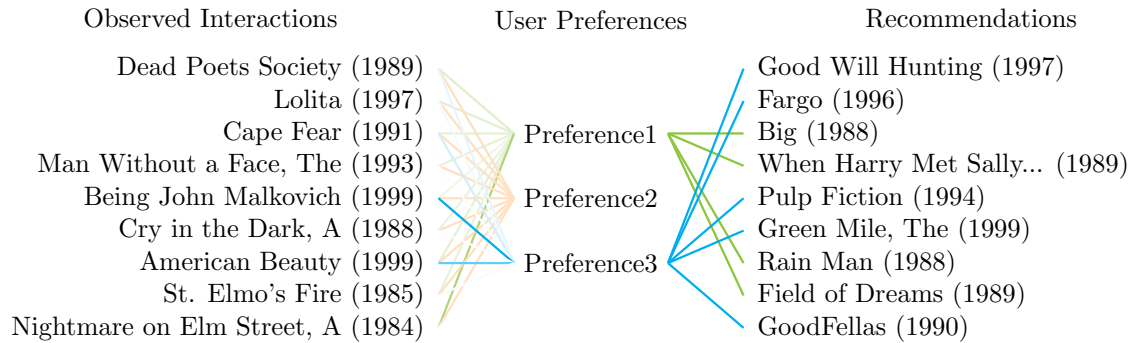 Observed Interactions
Dead Poets Society (1989)
Lolita (1997)
Cape Fear (1991)
Man Without a Face, The (1993)
Being John Malkovich (1999)
Cry in the Dark, A (1988)
American Beauty (1999)
St. Elmo's Fire (1985)
Nightmare on Elm Street, A (1984)
User Preferences
Preference1
Preference2
Preference3
Recommendations
Good Will Hunting (1997)
Fargo (1996)
Big (1988)
When Harry Met Sally... (1989)
Pulp Fiction (1994)
Green Mile, The (1999)
Rain Man (1988)
Field of Dreams (1989)
GoodFellas (1990)